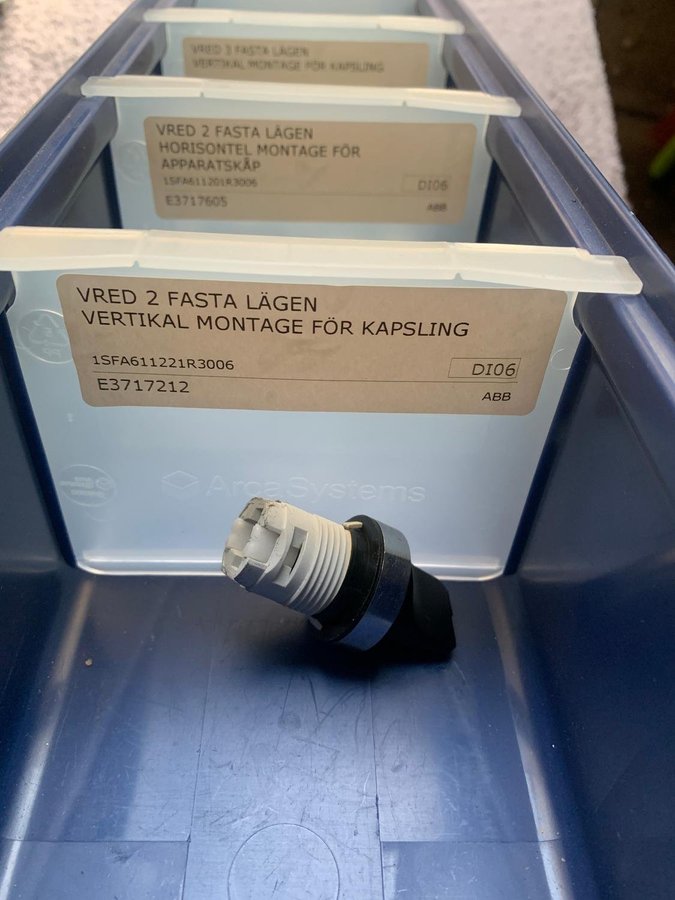 VRED 3 FASTA LÄGEN
VERTIKAL MONTAGE FÖR KAPSLING
VRED 2 FASTA LÄGEN
HORISONTEL MONTAGE FÖR
APPARATSKÅP
1SFA611201R3006
DI06
E3717605
ABB
VRED 2 FASTA LÄGEN
VERTIKAL MONTAGE FÖR KAPSLING
1SFA611221R3006
DI06
E3717212
ABB
Arca Systems